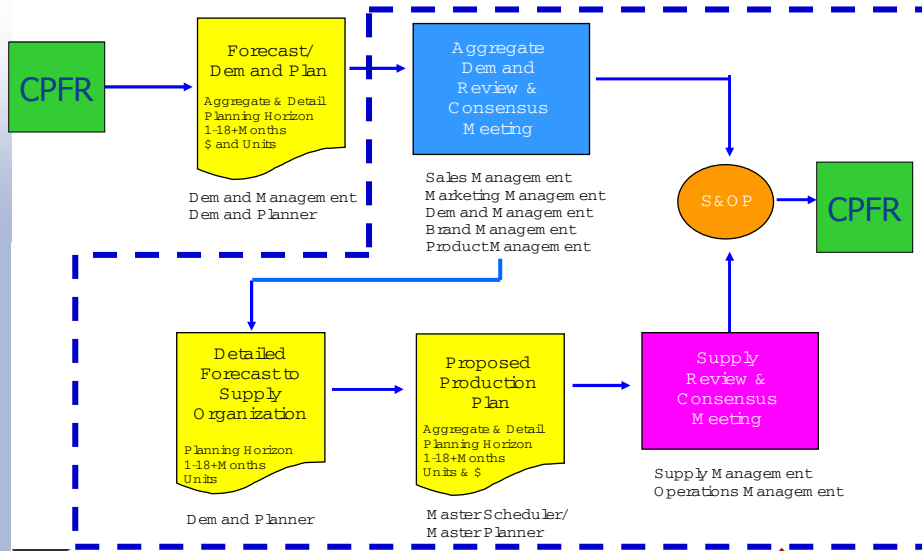 CPFR
Forecast/
Demand Plan
Aggregate & Detail
Planning Horizon
1-18+Months
$ and Units
Demand Management
Demand Planner
Aggregate
Demand
Review &
Consensus
Meeting
Sales Management
Marketing Management
Demand Management
Brand Management
Product Management
S&OP
CPFR
Detailed
Forecast to
Supply
Organization
Planning Horizon
1-18+Months
Units
Demand Planner
Proposed
Production
Plan
Aggregate & Detail
Planning Horizon
1-18+Months
Units & $
Master Scheduler/
Master Planner
Supply
Review &
Consensus
Meeting
Supply Management
Operations Management